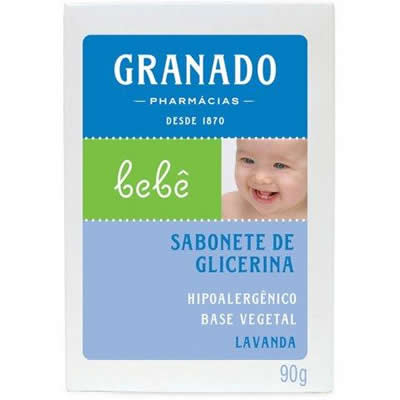 GRANADO
PHARMÁCIAS
DESDE 1870
bebê
SABONETE DE
GLICERINA
HIPOALERGÊNICO
BASE VEGETAL
LAVANDA
90g